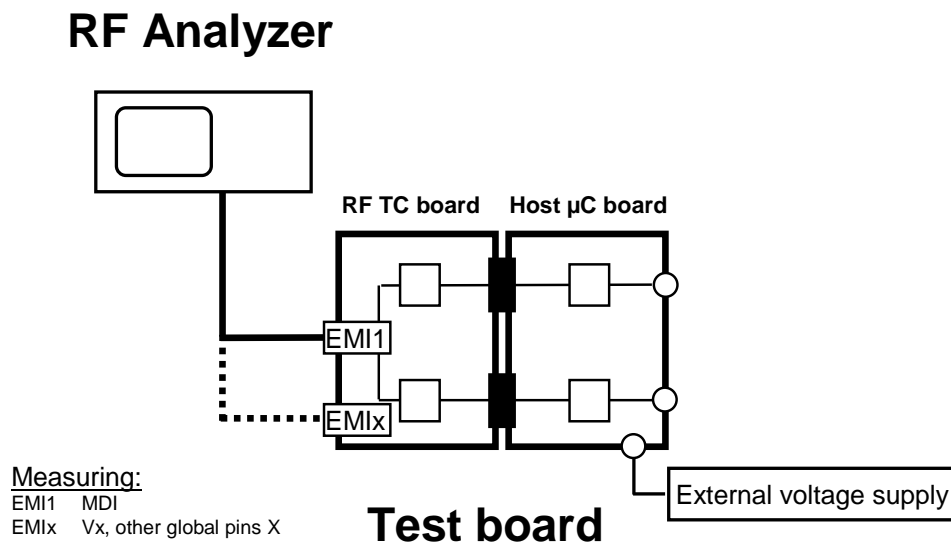 RF Analyzer
RF TC board Host µC board
EMI1
EMIx
Measuring:
EMI1 MDI
EMIx Vx, other global pins X
Test board
External voltage supply